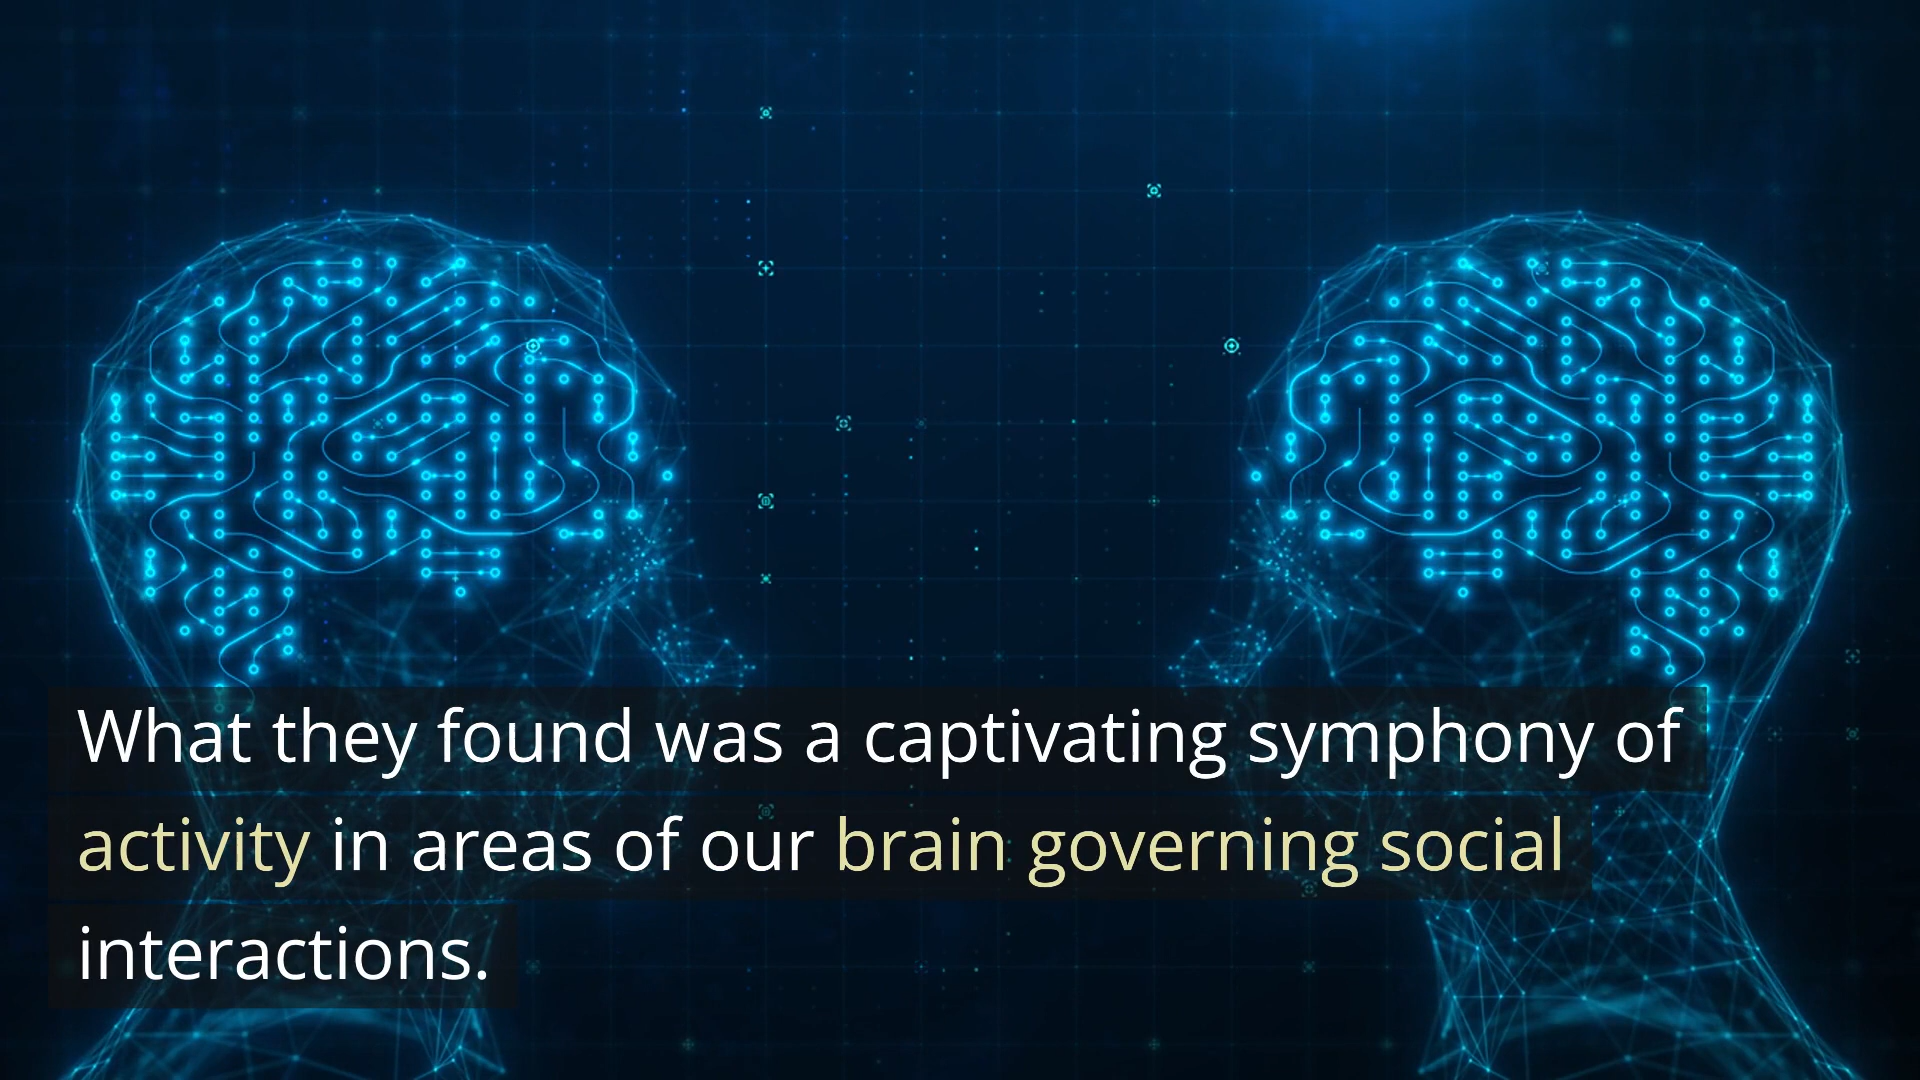 What they found was a captivating symphony of
activity in areas of our brain governing social
interactions.